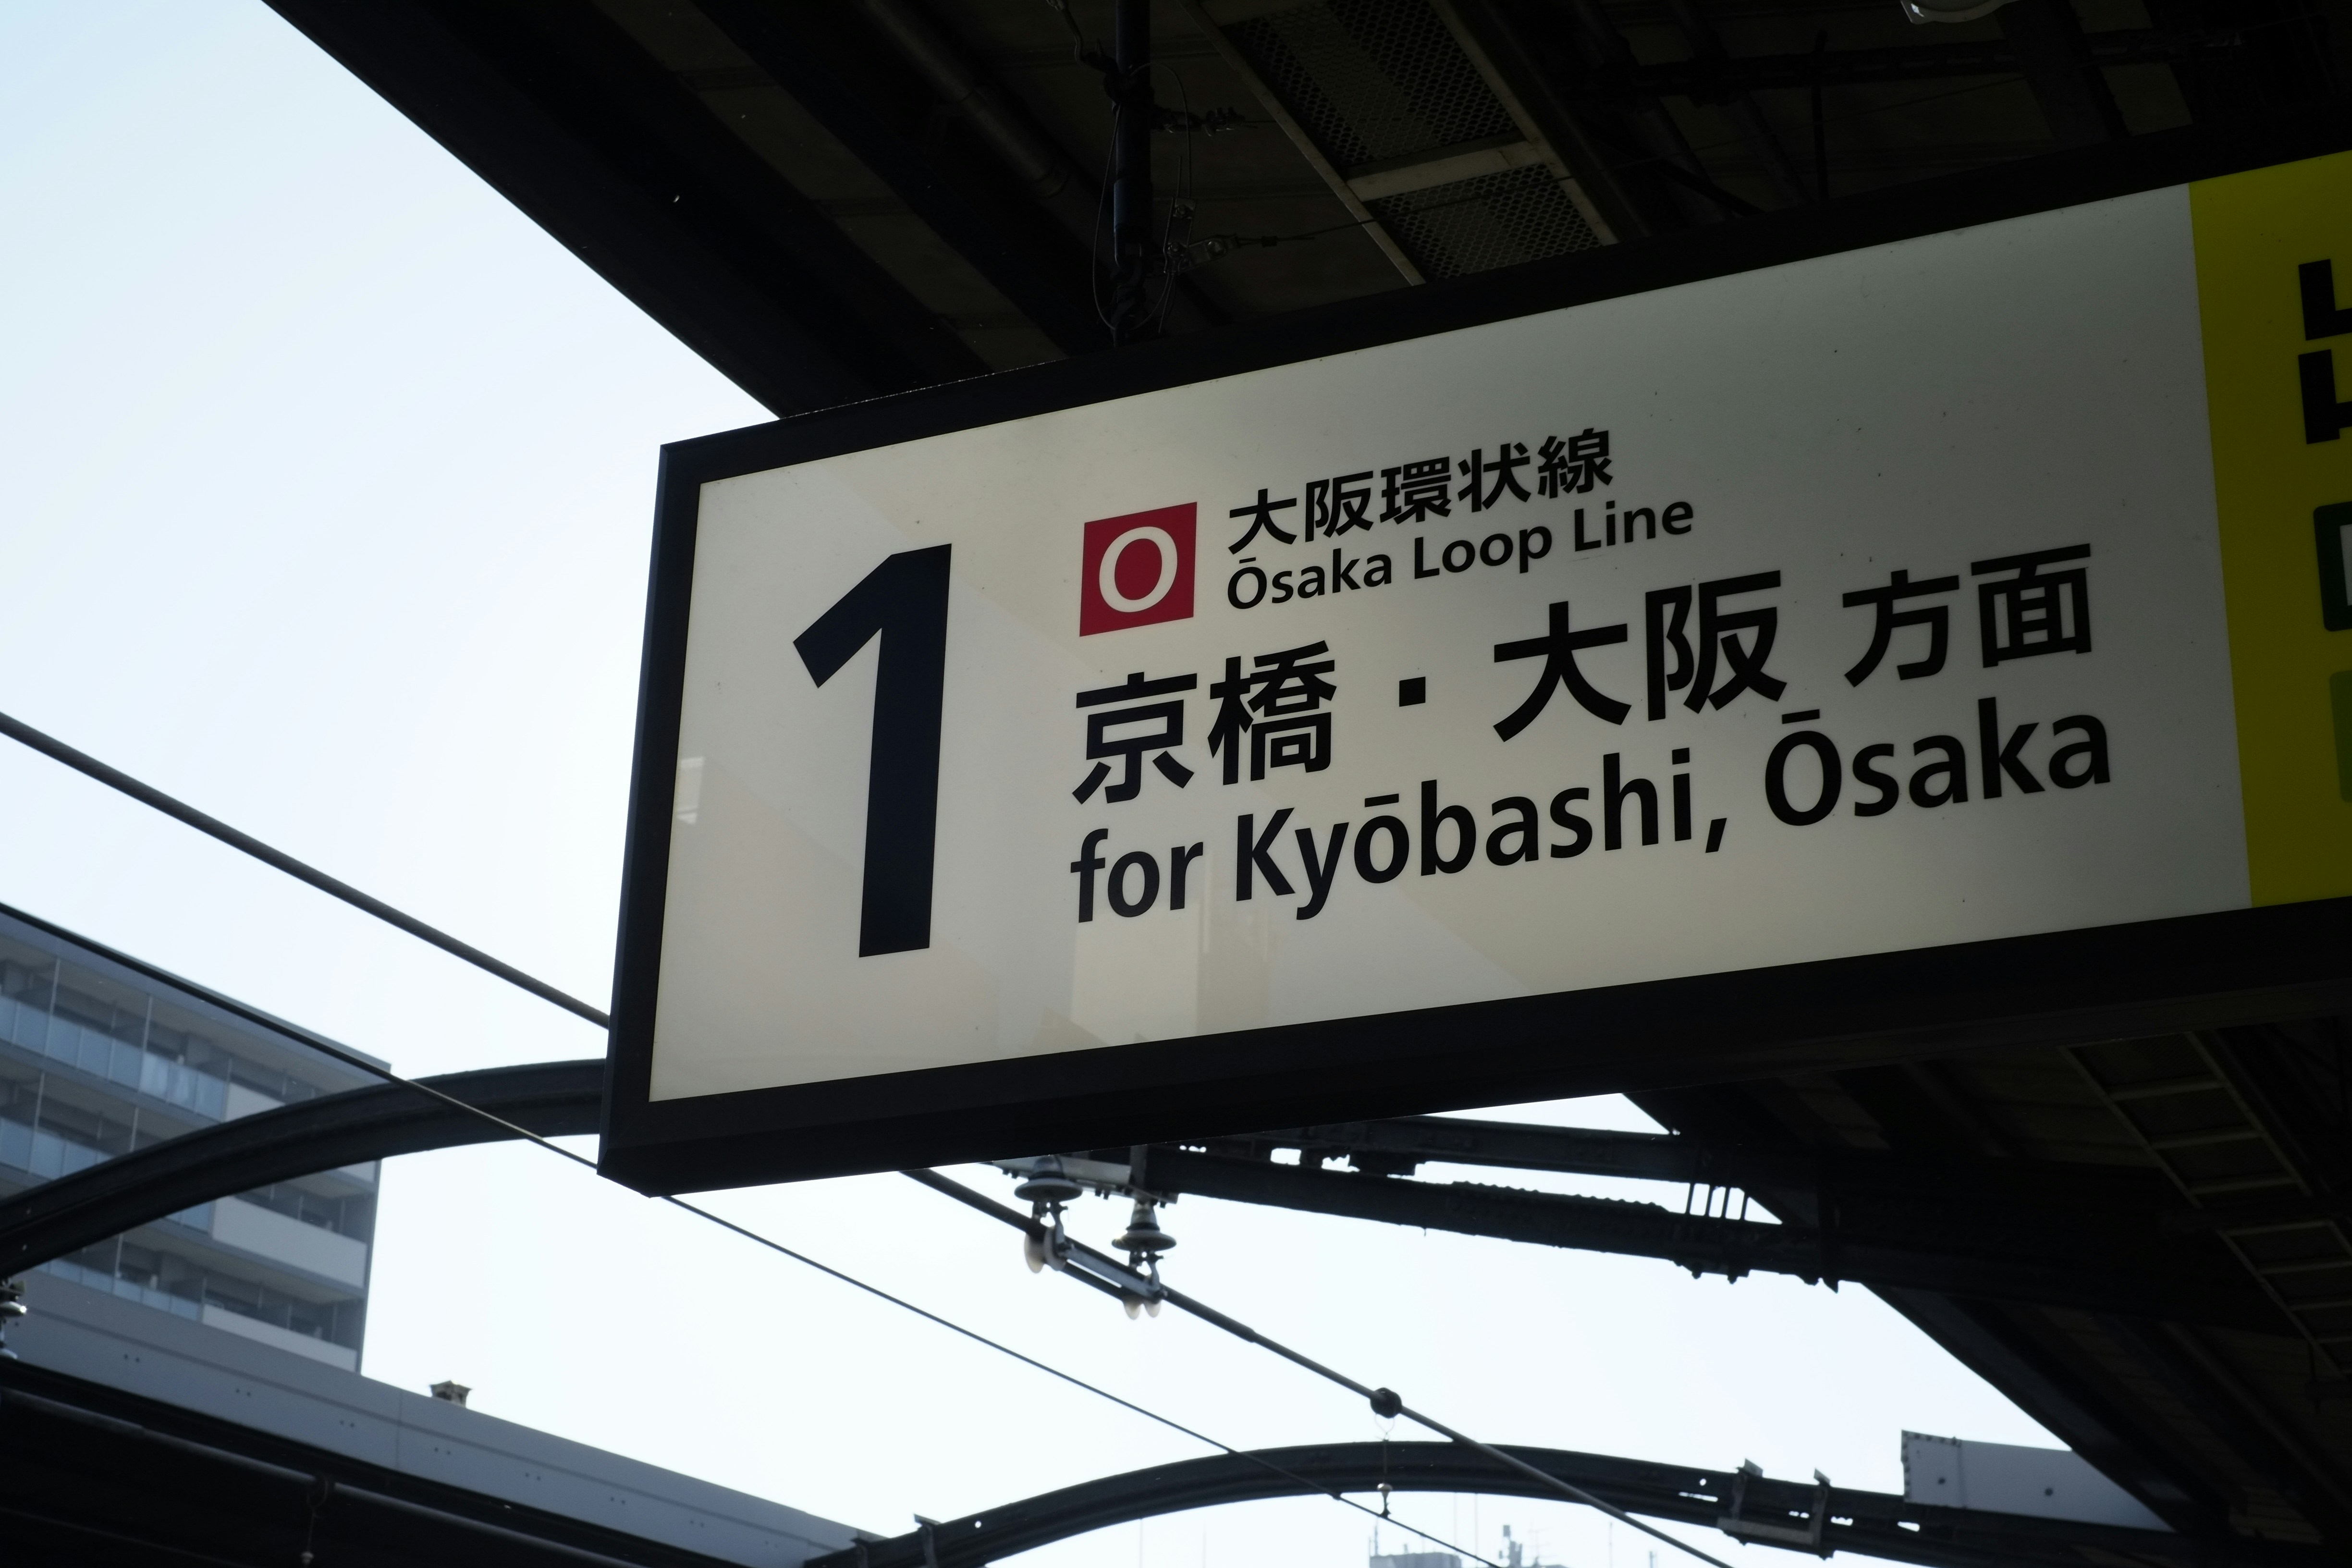 1
O
大阪環状線
Ōsaka Loop Line
京橋・大阪 方面
for Kyōbashi, Ōsaka